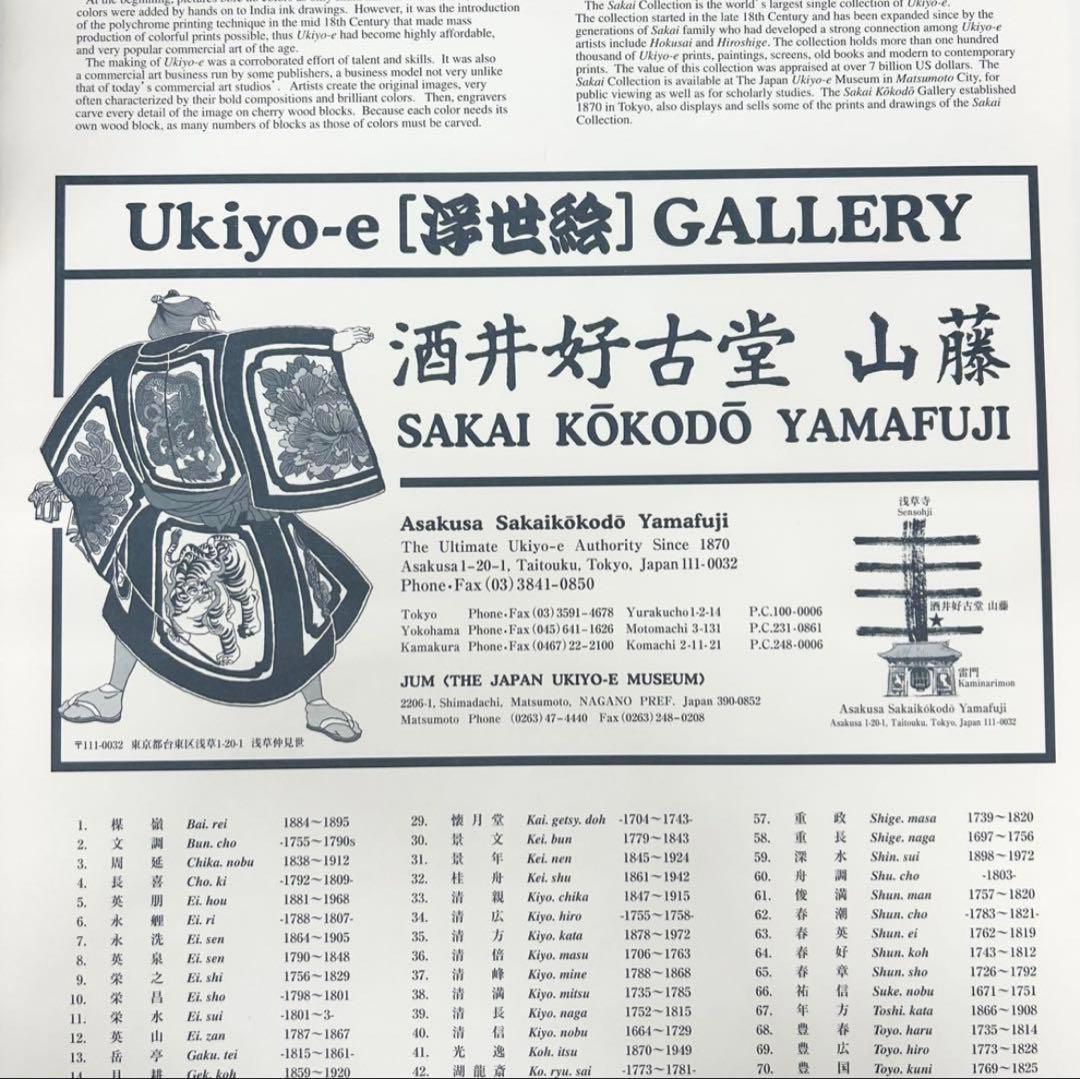 colors were added by hands on to India ink drawings. However, it was the introduction
of the polychrome printing technique in the mid 18th Century that made mass
production of colorful prints possible, thus Ukiyo-e had become highly affordable,
and very popular commercial art of the age.
The making of Ukiyo-e was a corroborated effort of talent and skills. It was also
a commercial art business run by some publishers, a business model not very unlike
that of today's commercial art studios'. Artists create the original images, very
often characterized by their bold compositions and brilliant colors. Then, engravers
carve every detail of the image on cherry wood blocks. Because each color needs its
own wood block, as many numbers of blocks as those of colors must be carved.
The Sakai Collection is the world's largest single collection of Ukiyo-e.
The collection started in the late 18th Century and has been expanded since by the
generations of Sakai family who had developed a strong connection among Ukiyo-e
artists include Hokusai and Hiroshige. The collection holds more than one hundred
thousand of Ukiyo-e prints, paintings, screens, old books and modern to contemporary
prints. The value of this collection was appraised at over 7 billion US dollars. The
Sakai Collection is available at The Japan Ukiyo-e Museum in Matsumoto City, for
public viewing as well as for scholarly studies. The Sakai Kōkodō Gallery established
1870 in Tokyo, also displays and sells some of the prints and drawings of the Sakai
Collection.
Ukiyo-e [浮世絵] GALLERY
酒井好古堂 山藤
SAKAI KŌKODŌ YAMAFUJI
Asakusa Sakaikōkodō Yamafuji
The Ultimate Ukiyo-e Authority Since 1870
Asakusa 1-20-1, Taitouku, Tokyo, Japan 111-0032
Phone・Fax (03) 3841-0850
Tokyo Phone・Fax (03) 3591-4678 Yurakucho 1-2-14 P.C.100-0006
Yokohama Phone・Fax (045) 641-1626 Motomachi 3-131 P.C.231-0861
Kamakura Phone・Fax (0467) 22-2100 Komachi 2-11-21 P.C.248-0006
JUM 〈THE JAPAN UKIYO-E MUSEUM〉
2206-1, Shimadachi, Matsumoto, NAGANO PREF. Japan 390-0852
Matsumoto Phone (0263) 47-4440 Fax (0263) 248-0208
〒111-0032 東京都台東区浅草1-20-1 浅草仲見世
浅草寺
Sensohji
酒井好古堂 山藤
雷門
Kaminarimon
Asakusa Sakaikōkodō Yamafuji
Asakusa 1-20-1, Taitouku, Tokyo, Japan 111-0032
1. 楳嶺 Bai. rei 1884～1895
2. 文調 Bun. cho -1755～1790s
3. 周延 Chika. nobu 1838～1912
4. 長喜 Cho. ki -1792～1809-
5. 英朋 Ei. hou 1881～1968
6. 永鯉 Ei. ri -1788～1807-
7. 永洗 Ei. sen 1864～1905
8. 英泉 Ei. sen 1790～1848
9. 栄之 Ei. shi 1756～1829
10. 栄昌 Ei. sho -1798～1801
11. 栄水 Ei. sui -1801～3-
12. 英山 Ei. zan 1787～1867
13. 岳亭 Gaku. tei -1815～1861-
14. 月耕 Gek. koh 1859～1920
29. 懐月堂 Kai. getsy. doh -1704～1743-
30. 景文 Kei. bun 1779～1843
31. 景年 Kei. nen 1845～1924
32. 桂舟 Kei. shu 1861～1942
33. 清親 Kiyo. chika 1847～1915
34. 清広 Kiyo. hiro -1755～1758-
35. 清方 Kiyo. kata 1878～1972
36. 清倍 Kiyo. masu 1706～1763
37. 清峰 Kiyo. mine 1788～1868
38. 清満 Kiyo. mitsu 1735～1785
39. 清長 Kiyo. naga 1752～1815
40. 清信 Kiyo. nobu 1664～1729
41. 光逸 Koh. itsu 1870～1949
42. 湖龍斎 Ko. ryu. sai -1773～1781-
57. 重政 Shige. masa 1739～1820
58. 重長 Shige. naga 1697～1756
59. 深水 Shin. sui 1898～1972
60. 舟調 Shu. cho -1803-
61. 俊満 Shun. man 1757～1820
62. 春潮 Shun. cho -1783～1821-
63. 春英 Shun. ei 1762～1819
64. 春好 Shun. koh 1743～1812
65. 春章 Shun. sho 1726～1792
66. 祐信 Suke. nobu 1671～1751
67. 年方 Toshi. kata 1866～1908
68. 豊春 Toyo. haru 1735～1814
69. 豊広 Toyo. hiro 1773～1828
70. 豊国 Toyo. kuni 1769～1825